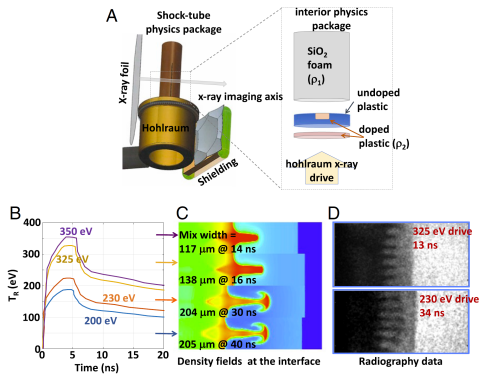 A
Shock-tube
physics package
X-ray foil
Hohlraum
x-ray imaging axis
Shielding
interior physics
package
SiO2
foam
(ρ1)
undoped
plastic
doped
plastic (ρ2)
hohlraum x-ray
drive
B
400
300
200
100
0
TR (eV)
350 eV
325 eV
230 eV
200 eV
0 5 10 15 20
Time (ns)
C
Mix width =
117 μm @ 14 ns
138 μm @ 16 ns
204 μm @ 30 ns
205 μm @ 40 ns
Density fields at the interface
D
325 eV drive
13 ns
230 eV drive
34 ns
Radiography data